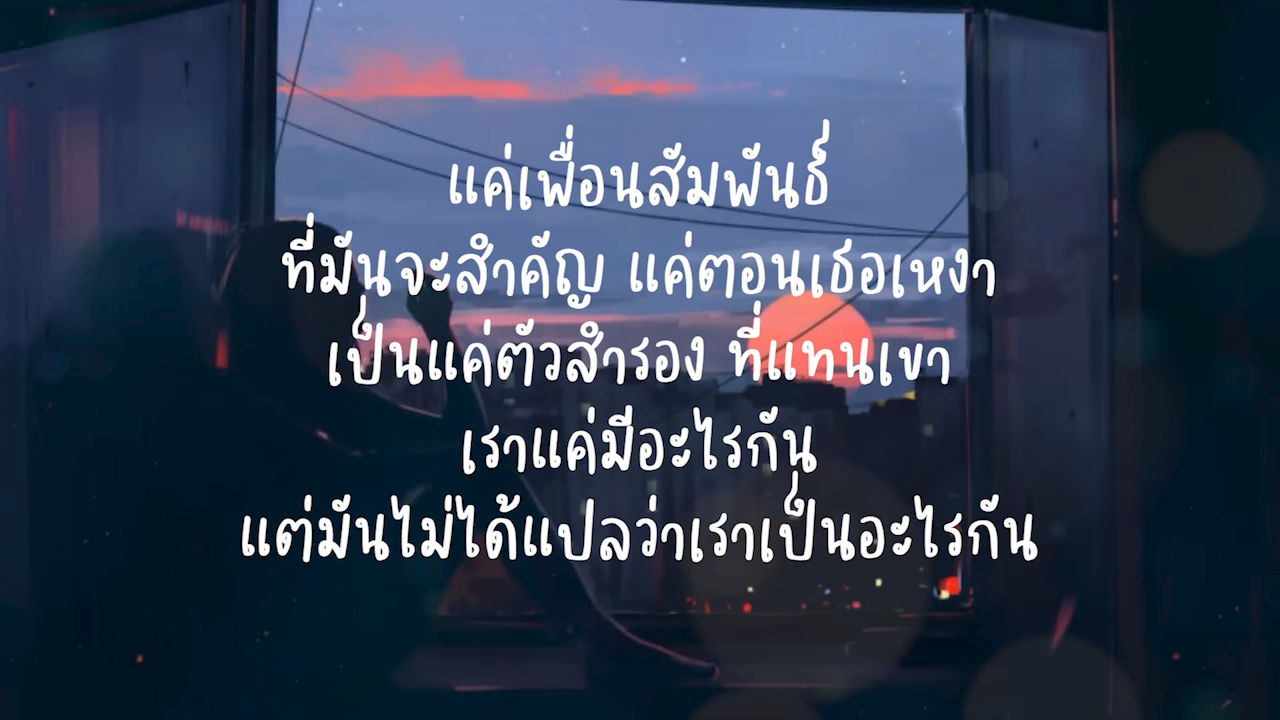 แค่เพื่อนสัมพันธ์
ที่มันจะสำคัญ แค่ตอนเธอเหงา
เป็นแค่ตัวสำรอง ที่แทนเขา
เราแค่มีอะไรกัน
แต่มันไม่ได้แปลว่าเราเป็นอะไรกัน